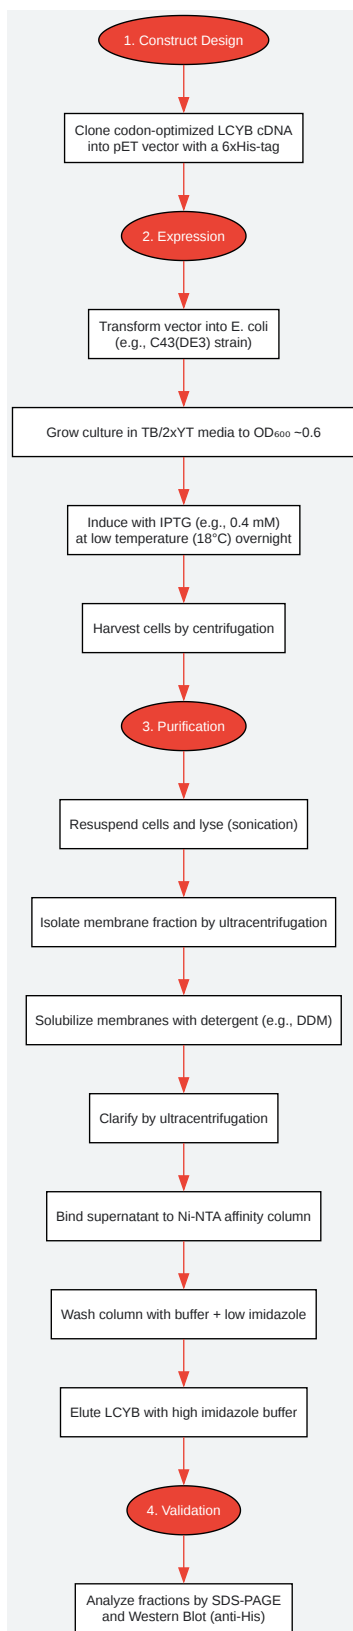 1. Construct Design
Clone codon-optimized LCYB cDNA
into pET vector with a 6xHis-tag
2. Expression
Transform vector into E. coli
(e.g., C43(DE3) strain)
Grow culture in TB/2xYT media to OD₆₀₀ ~0.6
Induce with IPTG (e.g., 0.4 mM)
at low temperature (18°C) overnight
Harvest cells by centrifugation
3. Purification
Resuspend cells and lyse (sonication)
Isolate membrane fraction by ultracentrifugation
Solubilize membranes with detergent (e.g., DDM)
Clarify by ultracentrifugation
Bind supernatant to Ni-NTA affinity column
Wash column with buffer + low imidazole
Elute LCYB with high imidazole buffer
4. Validation
Analyze fractions by SDS-PAGE
and Western Blot (anti-His)